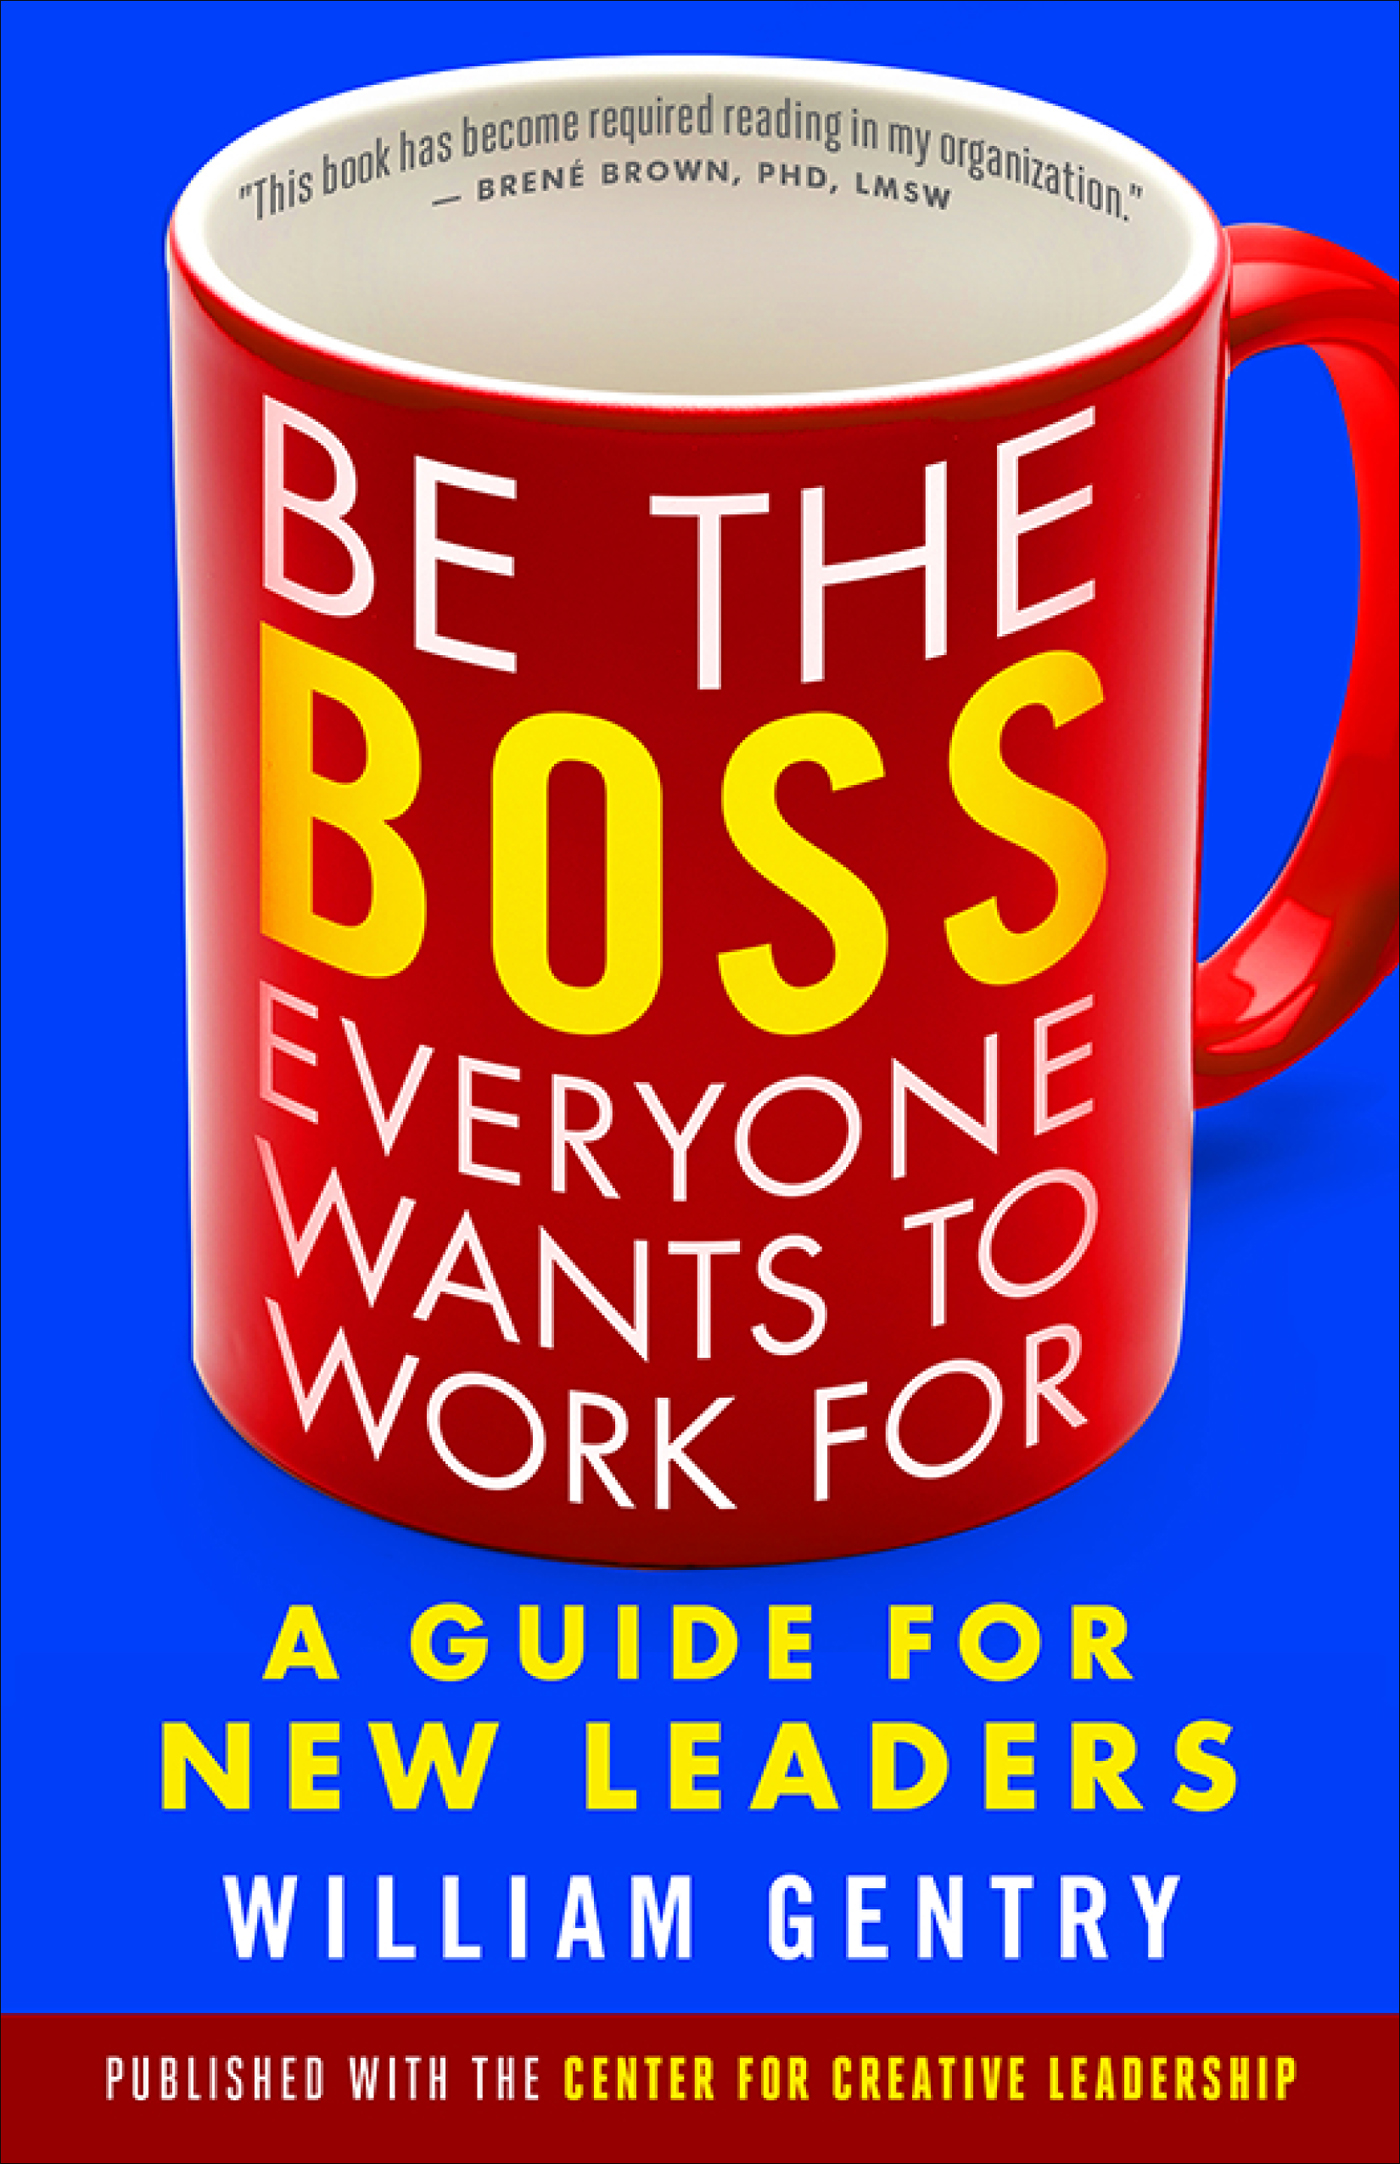 "This book has become required reading in my organization."
— BRENÉ BROWN, PHD, LMSW
BE THE
BOSS
EVERYONE
WANTS TO
WORK FOR
A GUIDE FOR
NEW LEADERS
WILLIAM GENTRY
PUBLISHED WITH THE CENTER FOR CREATIVE LEADERSHIP